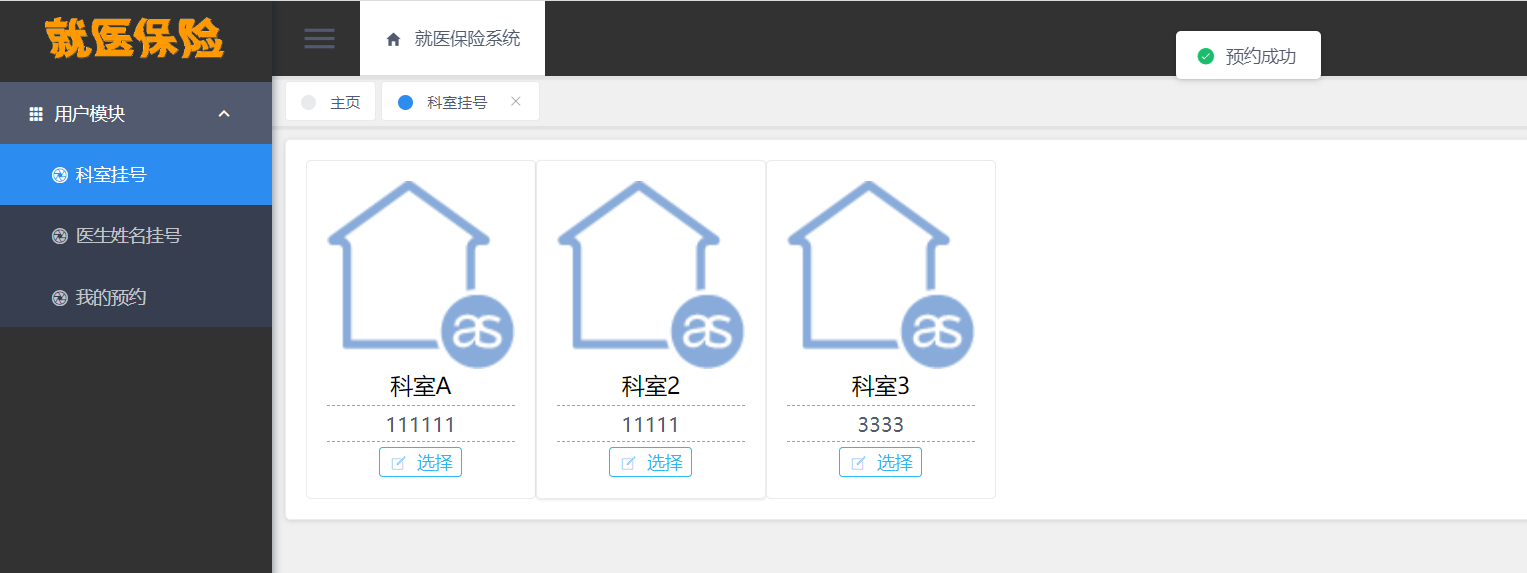 就医保险
就医保险系统
预约成功
用户模块
科室挂号
医生姓名挂号
我的预约
主页
科室挂号
as
as
as
科室A
科室2
科室3
111111
11111
3333
选择
选择
选择